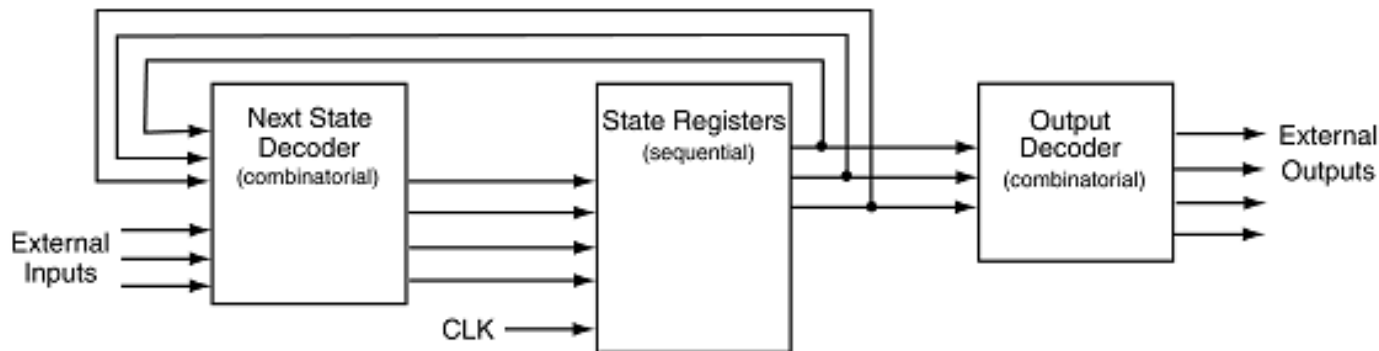 Next State
Decoder
(combinatorial)
State Registers
(sequential)
Output
Decoder
(combinatorial)
External
Outputs
External
Inputs
CLK